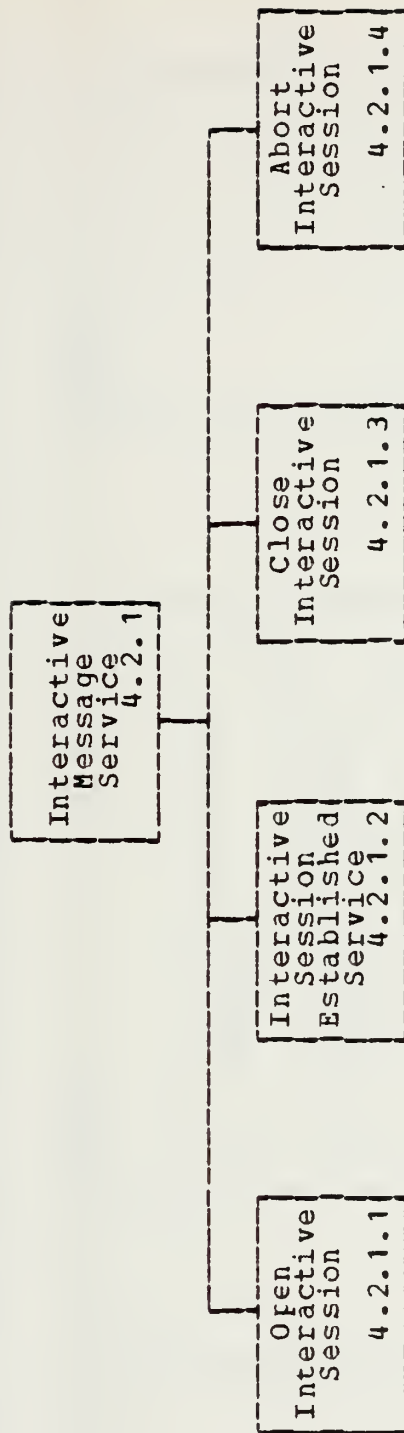 Interactive
Message
Service
4.2.1
Open
Interactive
Session
4.2.1.1
Interactive
Session
Established
Service
4.2.1.2
Close
Interactive
Session
4.2.1.3
Abort
Interactive
Session
4.2.1.4